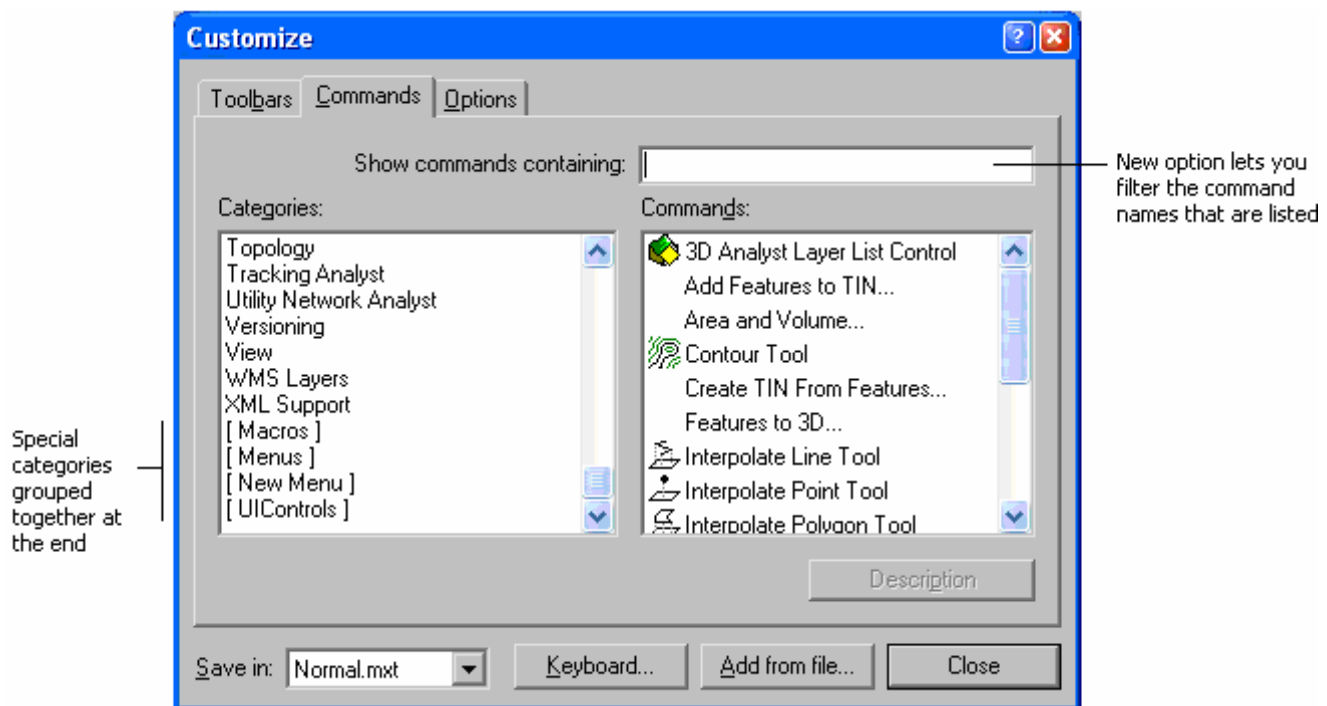 Customize
Toolbars
Commands
Options
Show commands containing:
New option lets you
filter the command
names that are listed
Categories:
Topology
Tracking Analyst
Utility Network Analyst
Versioning
View
WMS Layers
XML Support
[ Macros ]
[ Menus ]
[ New Menu ]
[ UIControls ]
Special
categories
grouped
together at
the end
Commands:
3D Analyst Layer List Control
Add Features to TIN...
Area and Volume...
Contour Tool
Create TIN From Features...
Features to 3D...
Interpolate Line Tool
Interpolate Point Tool
Interpolate Polygon Tool
Description
Save in:
Normal.mxt
Keyboard...
Add from file...
Close